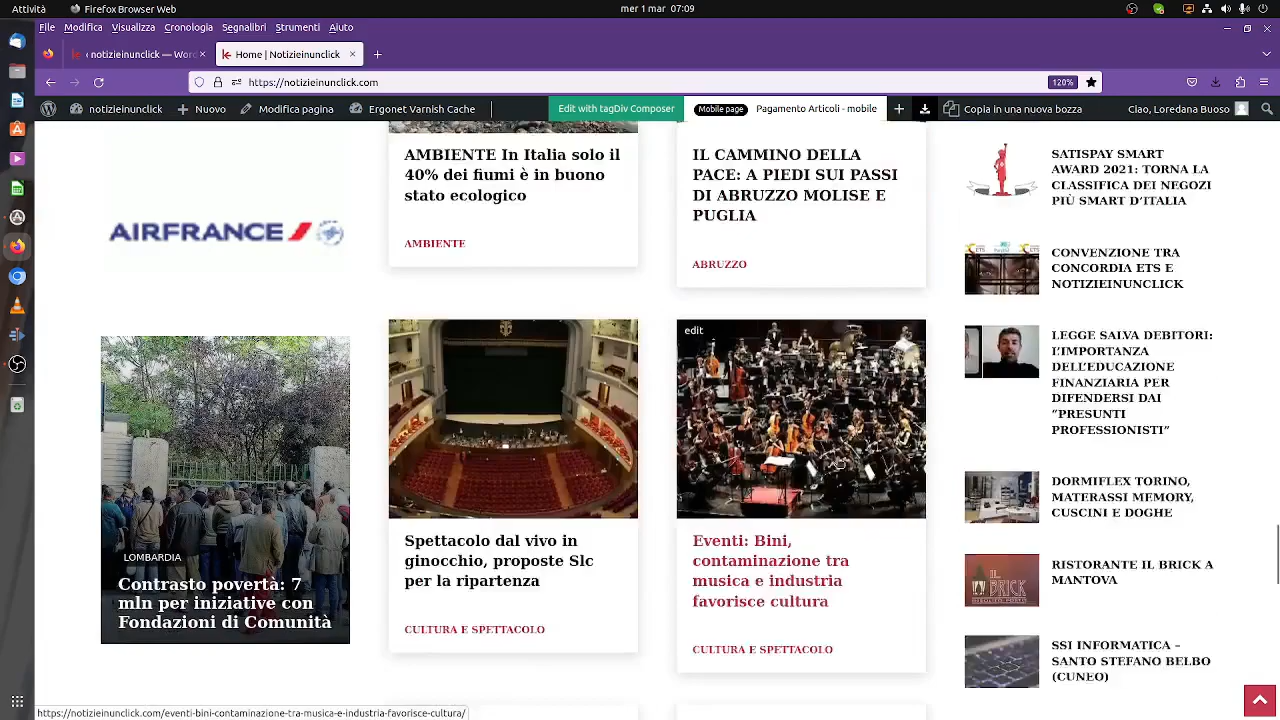 Attività
Firefox Web Browser
mer 1 mar 07:09
File
Modifica
Visualizza
Cronologia
Segnalibri
Strumenti
Aiuto
Home | Notizieinunclick
https://notizieinunclick.com
120%
notizieinunclick
Nuovo
Modifica pagina
Ergonet Varnish Cache
Edit with tagDiv Composer
Mobile page
Pagamento Articoli - mobile
Copia in una nuova bozza
Ciao, Loredana Buoso
AIRFRANCE
AMBIENTE In Italia solo il
40% dei fiumi è in buono
stato ecologico
AMBIENTE
IL CAMMINO DELLA
PACE: A PIEDI SUI PASSI
DI ABRUZZO MOLISE E
PUGLIA
ABRUZZO
LOMBARDIA
Contrasto povertà: 7
mln per iniziative con
Fondazioni di Comunità
Spettacolo dal vivo in
ginocchio, proposte Slc
per la ripartenza
CULTURA E SPETTACOLO
edit
Eventi: Bini,
contaminazione tra
musica e industria
favorisce cultura
CULTURA E SPETTACOLO
SATISPAY SMART
AWARD 2021: TORNA LA
CLASSIFICA DEI NEGOZI
PIÙ SMART D’ITALIA
CONVENZIONE TRA
CONCORDIA ETS E
NOTIZIEINUNCLICK
LEGGE SALVA DEBITORI:
L’IMPORTANZA
DELL’EDUCAZIONE
FINANZIARIA PER
DIFENDERSI DAI
“PRESUNTI
PROFESSIONISTI”
DORMIFLEX TORINO,
MATERASSI MEMORY,
CUSCINI E DOGHE
IL
BRICK
RISTORANTE IL BRICK A
MANTOVA
SSI INFORMATICA –
SANTO STEFANO BELBO
(CUNEO)
https://notizieinunclick.com/eventi-bini-contaminazione-tra-musica-e-industria-favorisce-cultura/